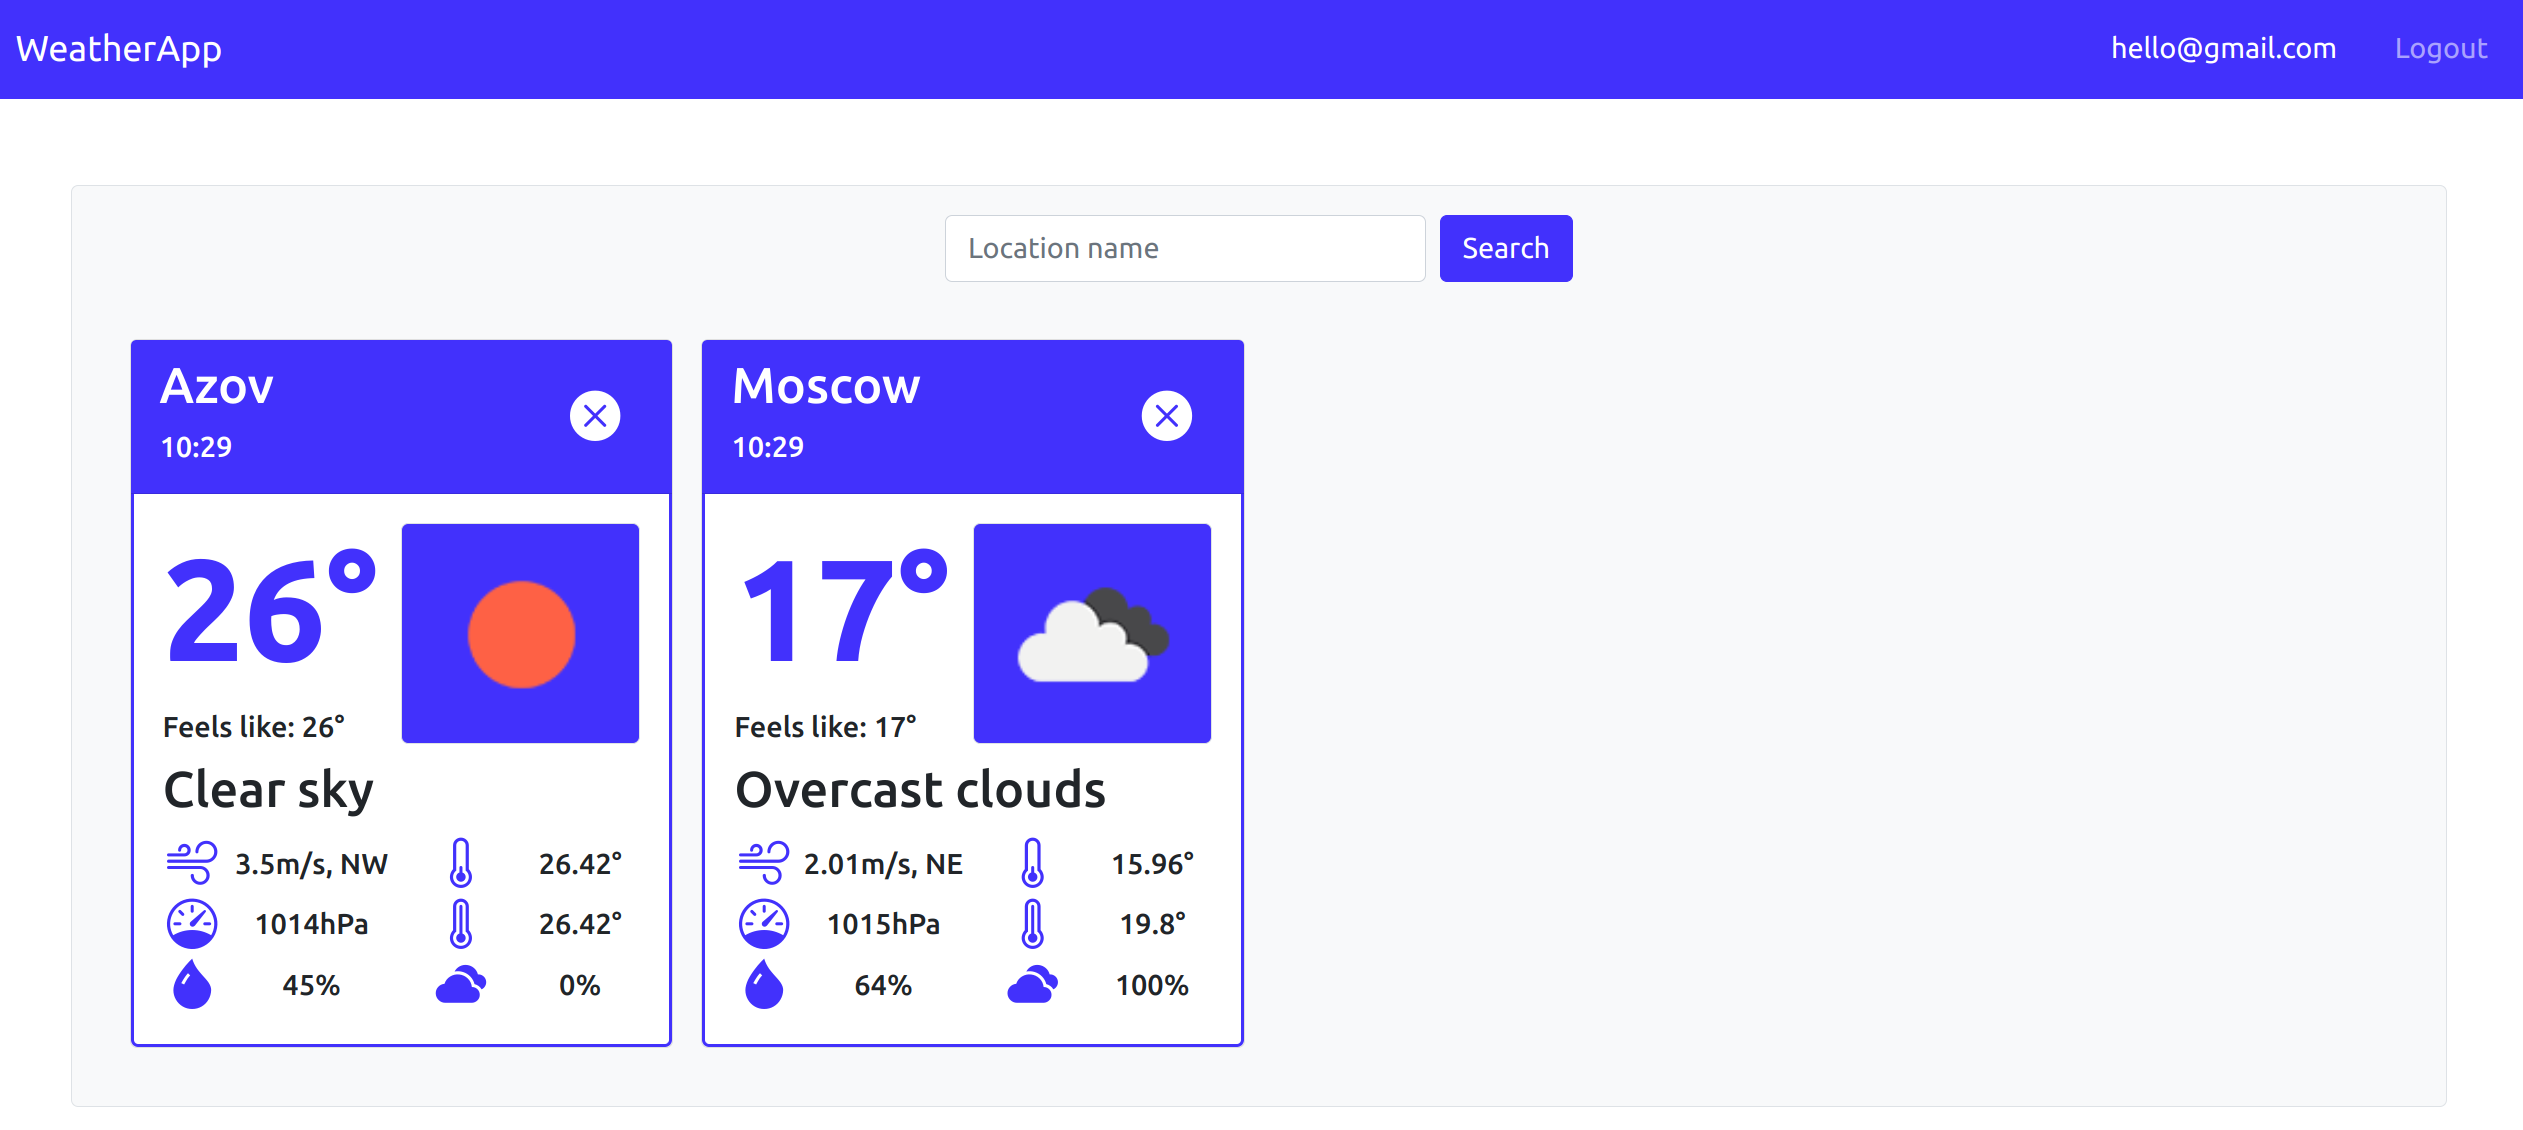 WeatherApp
hello@gmail.com Logout
Location name Search
Azov
10:29
26°
Feels like: 26°
Clear sky
3.5m/s, NW 26.42°
1014hPa 26.42°
45% 0%
Moscow
10:29
17°
Feels like: 17°
Overcast clouds
2.01m/s, NE 15.96°
1015hPa 19.8°
64% 100%